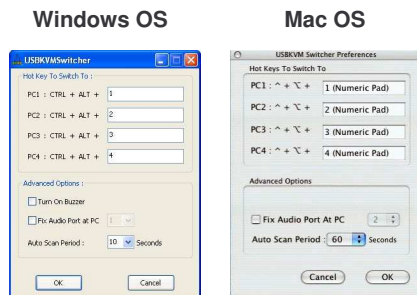 Windows OS
USBKVMSwitcher
Hot Key To Switch To :
PC1 : CTRL + ALT + 1
PC2 : CTRL + ALT + 2
PC3 : CTRL + ALT + 3
PC4 : CTRL + ALT + 4
Advanced Options :
Turn On Buzzer
Fix Audio Port at PC 1
Auto Scan Period : 10 Seconds
OK Cancel
Mac OS
USBKVM Switcher Preferences
Hot Keys To Switch To
PC1 : ^ + ⌥ + 1 (Numeric Pad)
PC2 : ^ + ⌥ + 2 (Numeric Pad)
PC3 : ^ + ⌥ + 3 (Numeric Pad)
PC4 : ^ + ⌥ + 4 (Numeric Pad)
Advanced Options
Fix Audio Port At PC 2
Auto Scan Period : 60 Seconds
Cancel OK